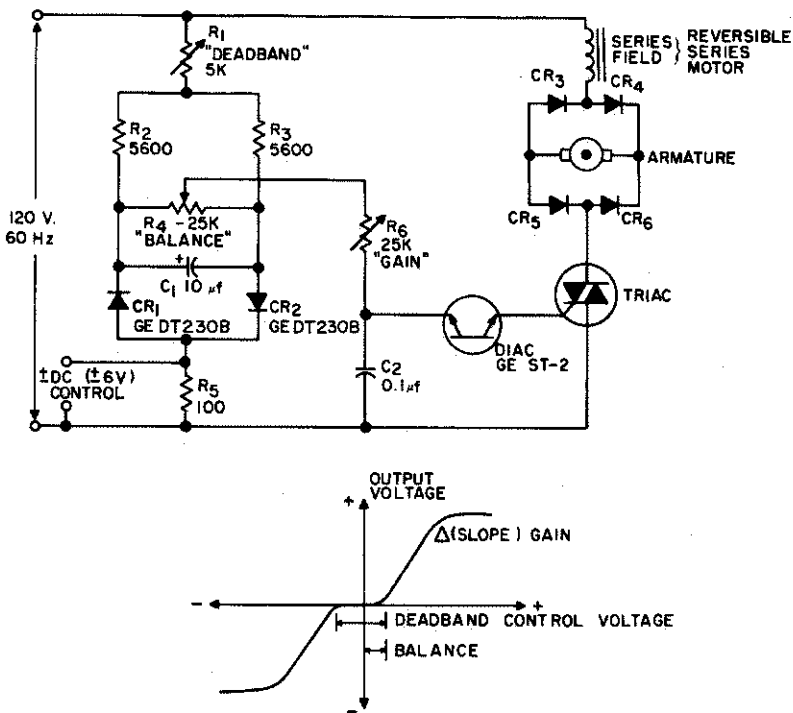 R1
"DEADBAND"
5K
SERIES
FIELD
REVERSIBLE
SERIES
MOTOR
CR3
CR4
R2
5600
R3
5600
ARMATURE
120 V.
60 Hz
R4 -25K
"BALANCE"
R6
25K
"GAIN"
CR5
CR6
+
C1 10 μf
TRIAC
CR1
GE DT230B
CR2
GE DT230B
DIAC
GE ST-2
±DC (±6V)
CONTROL
R5
100
C2
0.1μf
OUTPUT
VOLTAGE
+
Δ(SLOPE) GAIN
-
+
DEADBAND CONTROL VOLTAGE
BALANCE
-